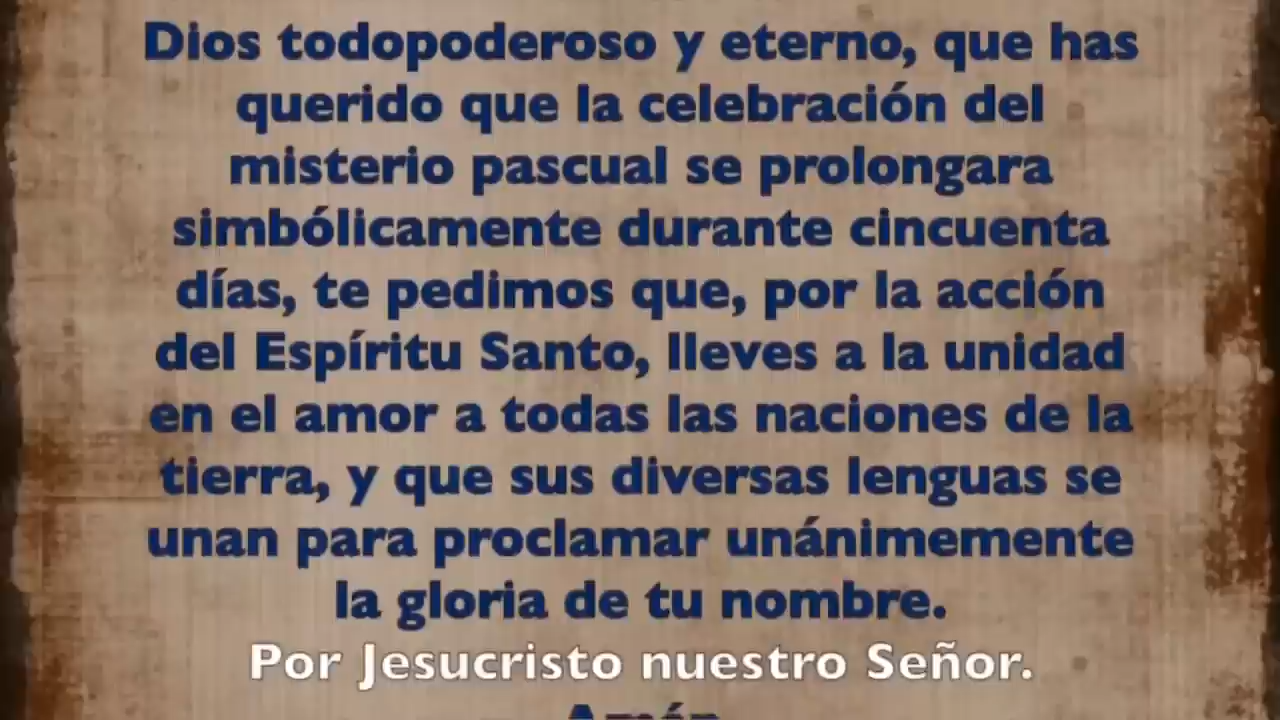 Dios todopoderoso y eterno, que has
querido que la celebración del
misterio pascual se prolongara
simbólicamente durante cincuenta
días, te pedimos que, por la acción
del Espíritu Santo, lleves a la unidad
en el amor a todas las naciones de la
tierra, y que sus diversas lenguas se
unan para proclamar unánimemente
la gloria de tu nombre.
Por Jesucristo nuestro Señor.
Amén